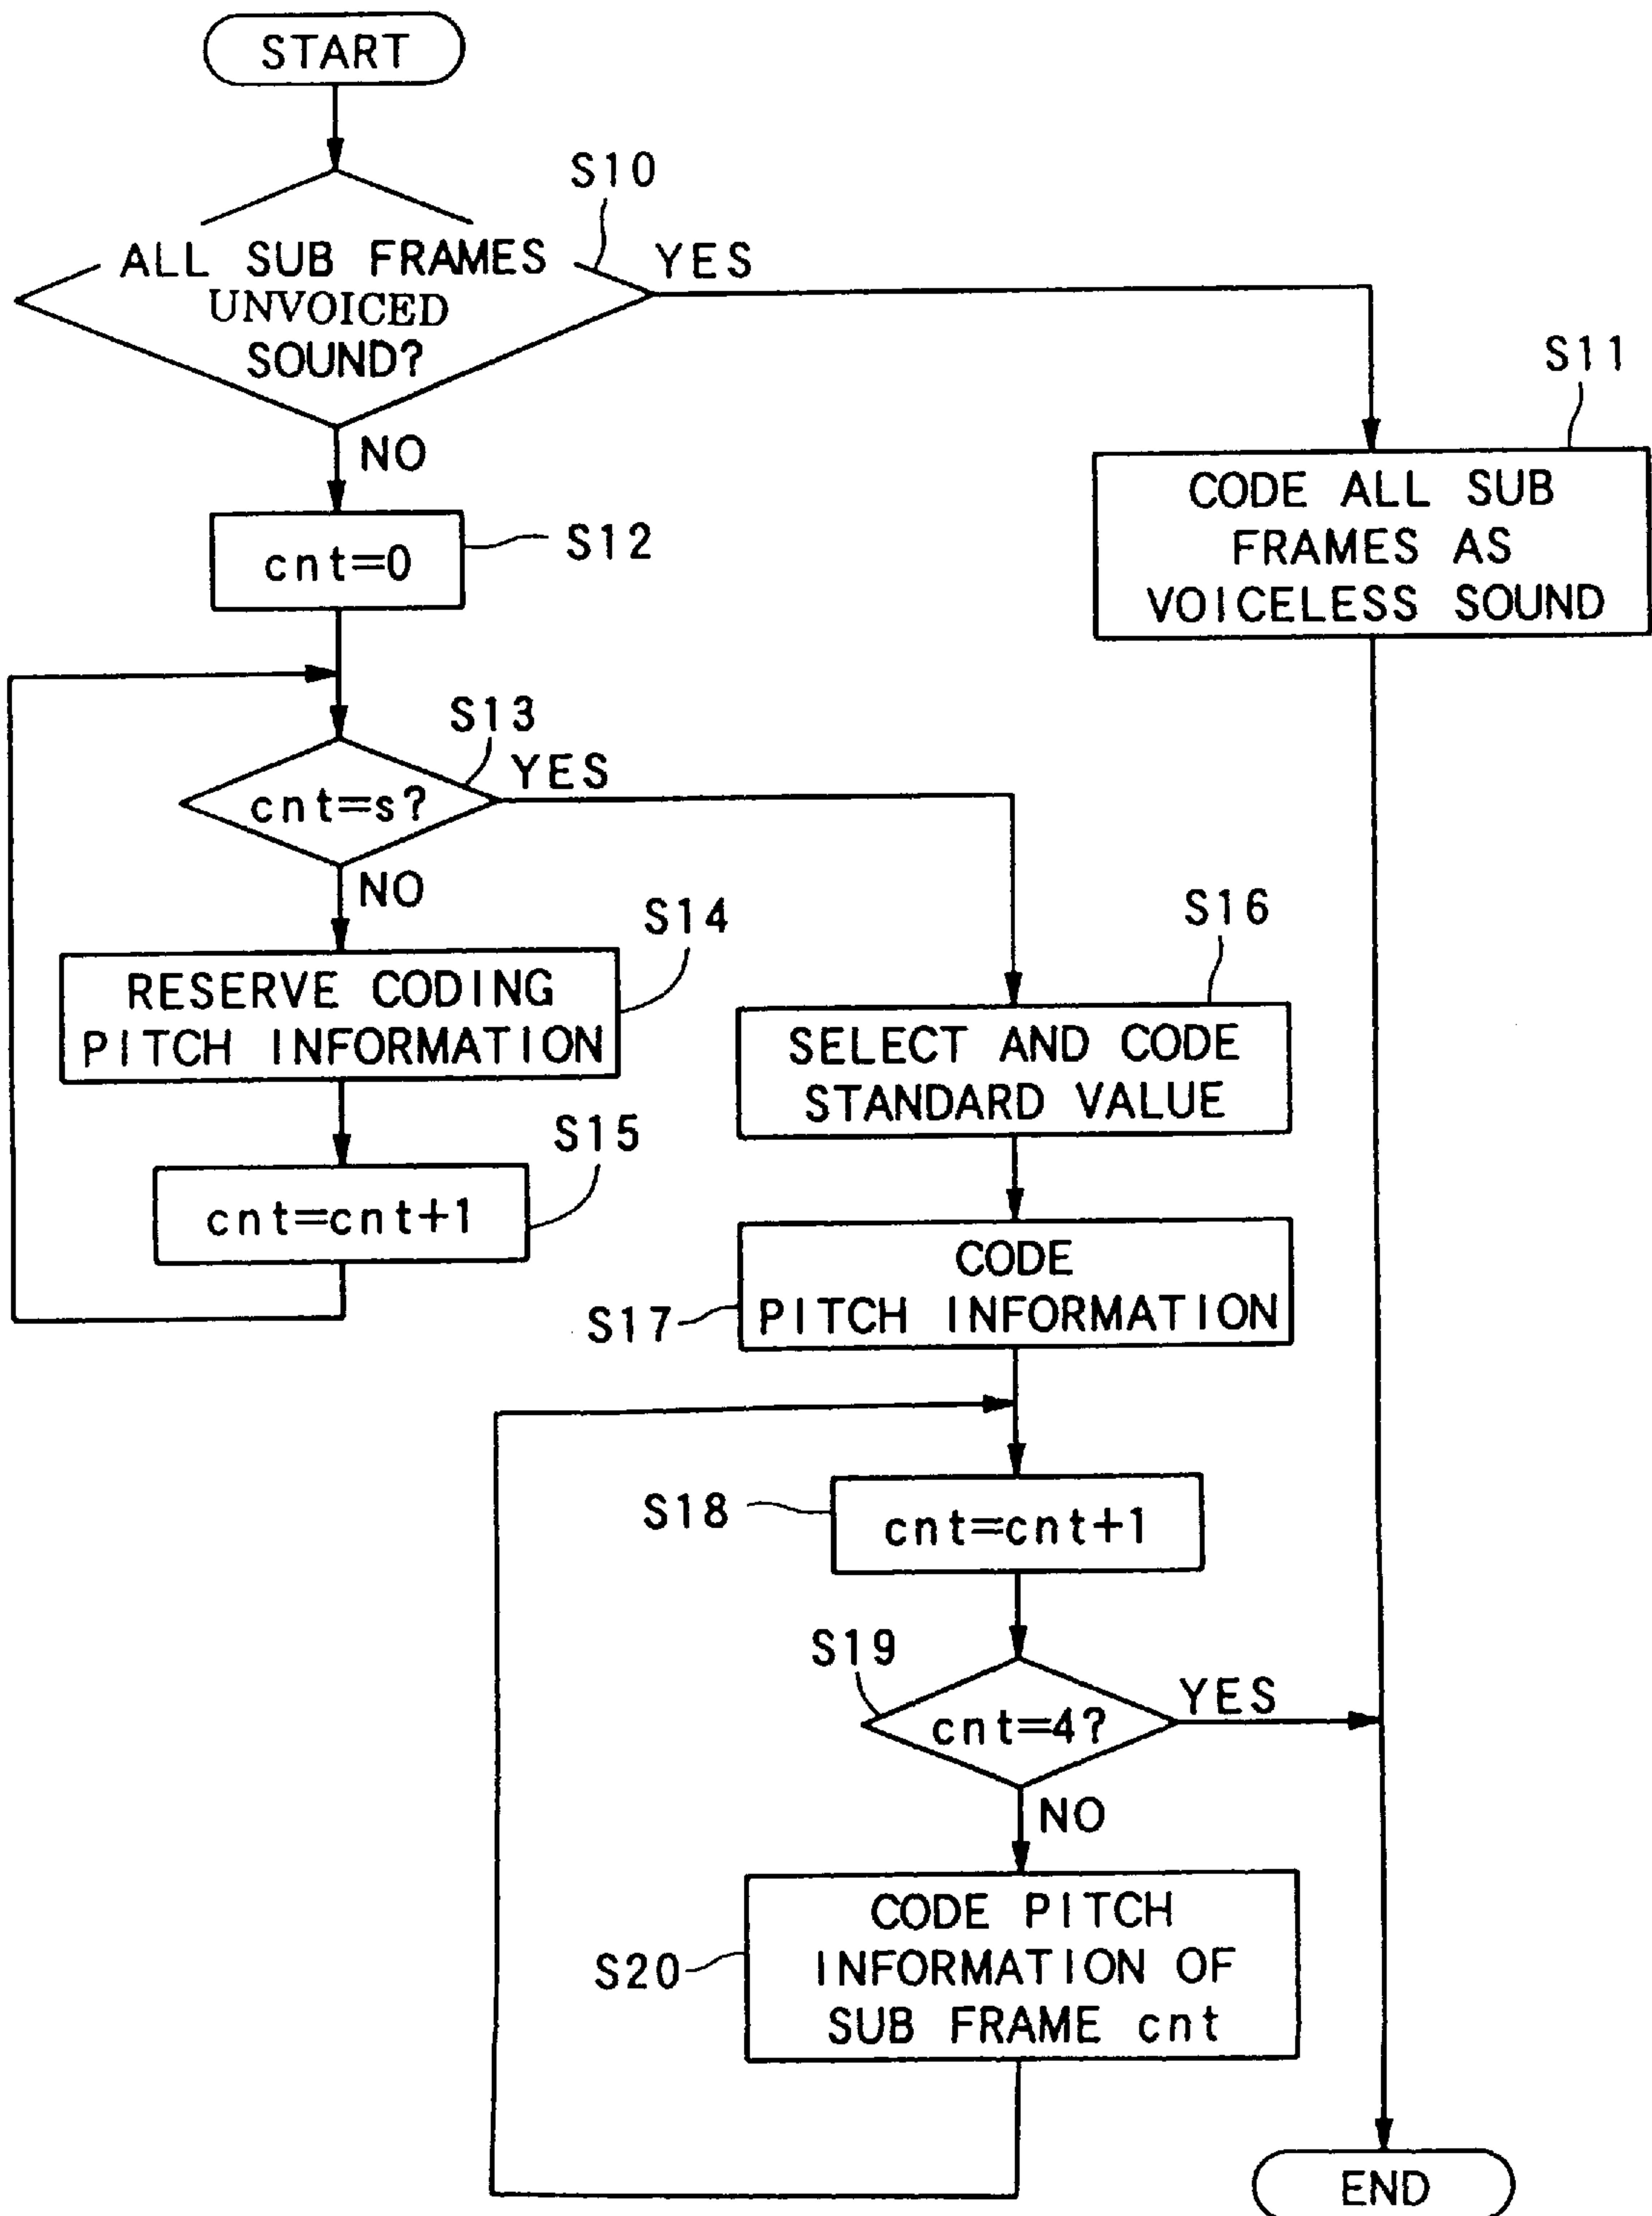 START
S10
ALL SUB FRAMES
UNVOICED
SOUND?
YES
NO
S11
CODE ALL SUB
FRAMES AS
VOICELESS SOUND
S12
cnt=0
S13
cnt=s?
YES
NO
S14
RESERVE CODING
PITCH INFORMATION
S15
cnt=cnt+1
S16
SELECT AND CODE
STANDARD VALUE
S17
CODE
PITCH INFORMATION
S18
cnt=cnt+1
S19
cnt=4?
YES
NO
S20
CODE PITCH
INFORMATION OF
SUB FRAME cnt
END